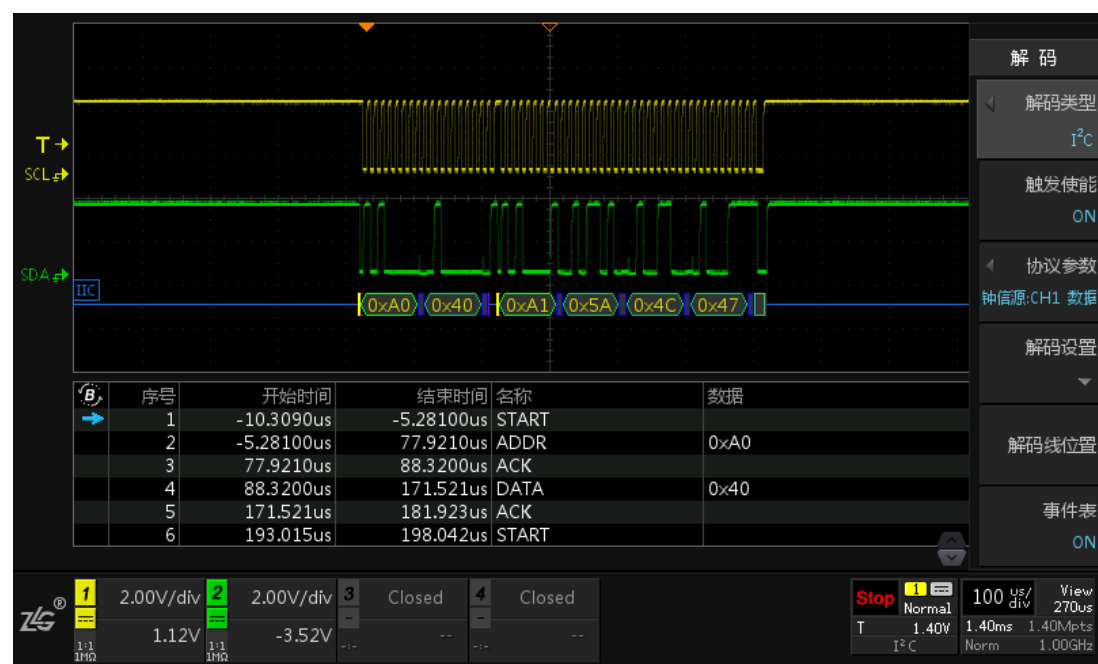 解 码
解码类型
I²C
触发使能
ON
协议参数
钟信源:CH1 数据
解码设置
解码线位置
事件表
ON
T
SCL
SDA
IIC
0xA0 0x40 0xA1 0x5A 0x4C 0x47
B 序号 开始时间 结束时间 名称 数据
1 -10.3090us -5.28100us START
2 -5.28100us 77.9210us ADDR 0xA0
3 77.9210us 88.3200us ACK
4 88.3200us 171.521us DATA 0x40
5 171.521us 181.923us ACK
6 193.015us 198.042us START
ZLG®
1 2.00V/div 1.12V 1:1 1MΩ
2 2.00V/div -3.52V 1:1 1MΩ
3 Closed -- -:-
4 Closed -- -:-
Stop 1 Normal
T 1.40V
I²C
100 us/div View 270us
1.40ms 1.40Mpts
Norm 1.00GHz